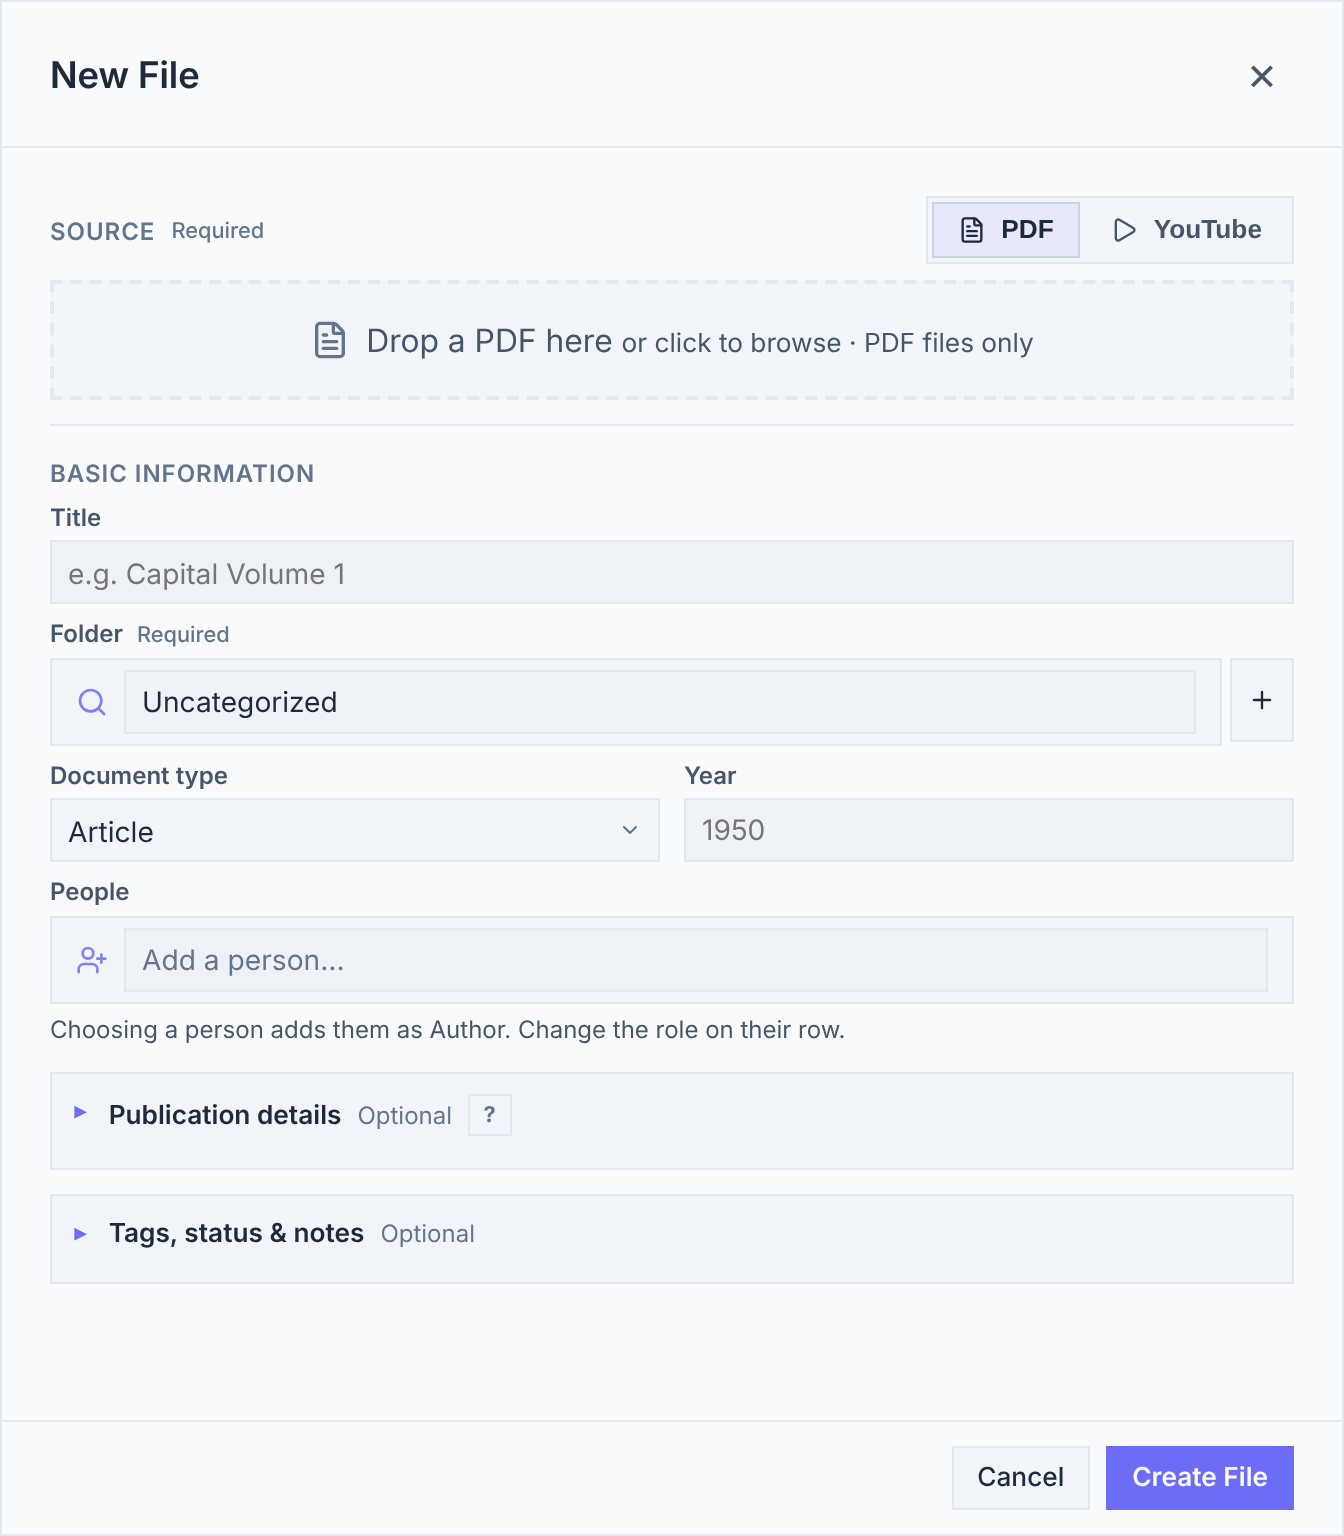 New File
SOURCE Required
PDF YouTube
Drop a PDF here or click to browse · PDF files only
BASIC INFORMATION
Title
e.g. Capital Volume 1
Folder Required
Uncategorized
+
Document type Year
Article 1950
People
Add a person...
Choosing a person adds them as Author. Change the role on their row.
Publication details Optional ?
Tags, status & notes Optional
Cancel Create File